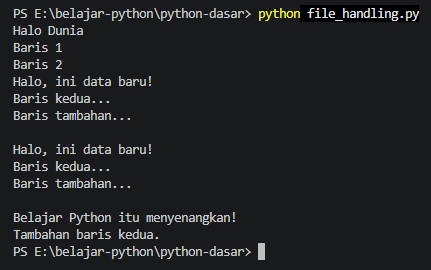 PS E:\belajar-python\python-dasar> python file_handling.py
Halo Dunia
Baris 1
Baris 2
Halo, ini data baru!
Baris kedua...
Baris tambahan...
Halo, ini data baru!
Baris kedua...
Baris tambahan...
Belajar Python itu menyenangkan!
Tambahan baris kedua.
PS E:\belajar-python\python-dasar>